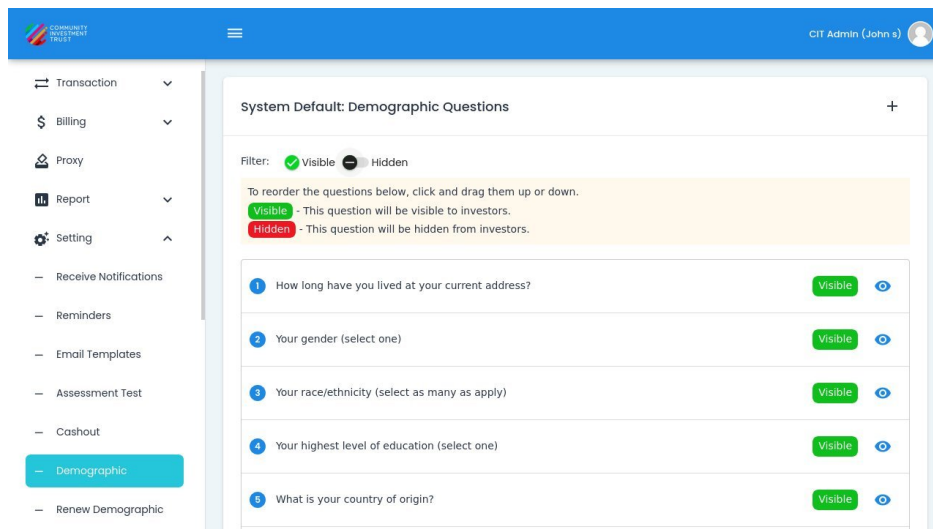 COMMUNITY
INVESTMENT
TRUST
CIT Admin (John s)
Transaction
Billing
Proxy
Report
Setting
Receive Notifications
Reminders
Email Templates
Assessment Test
Cashout
Demographic
Renew Demographic
System Default: Demographic Questions
Filter: Visible Hidden
To reorder the questions below, click and drag them up or down.
Visible - This question will be visible to investors.
Hidden - This question will be hidden from investors.
1 How long have you lived at your current address? Visible
2 Your gender (select one) Visible
3 Your race/ethnicity (select as many as apply) Visible
4 Your highest level of education (select one) Visible
5 What is your country of origin? Visible